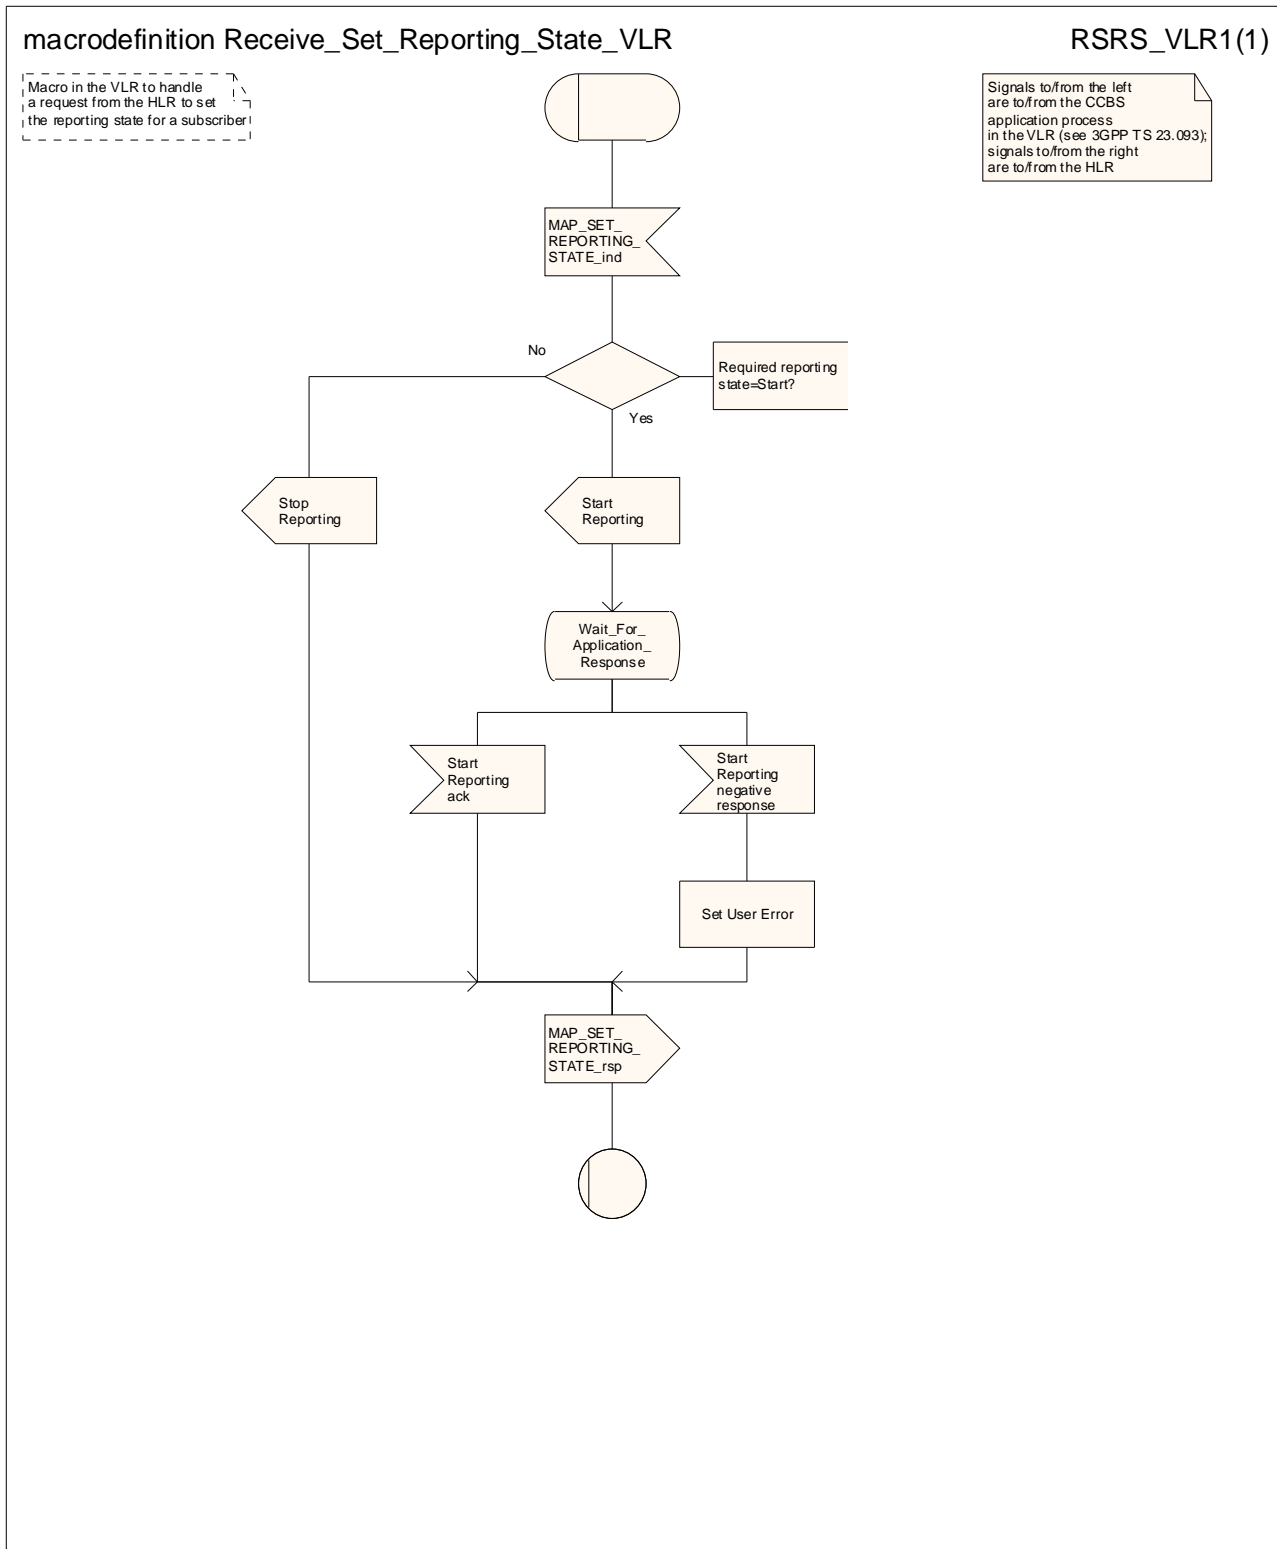 macrodefinition Receive_Set_Reporting_State_VLR
RSRS_VLR1(1)
Macro in the VLR to handle
a request from the HLR to set
the reporting state for a subscriber
Signals to/from the left
are to/from the CCBS
application process
in the VLR (see 3GPP TS 23.093);
signals to/from the right
are to/from the HLR
MAP_SET_
REPORTING_
STATE_ind
No
Required reporting
state=Start?
Yes
Stop
Reporting
Start
Reporting
Wait_For_
Application_
Response
Start
Reporting
ack
Start
Reporting
negative
response
Set User Error
MAP_SET_
REPORTING_
STATE_rsp